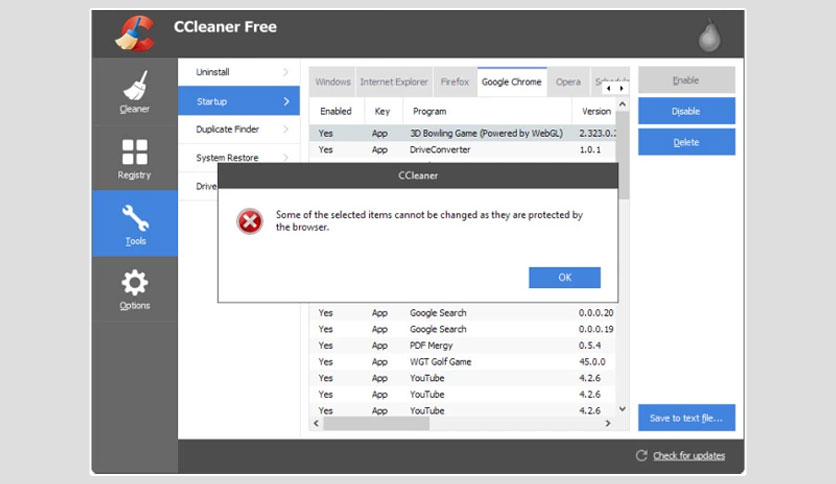 CCleaner Free
Cleaner
Registry
Tools
Options
Uninstall
Startup
Duplicate Finder
System Restore
Drive
Windows Internet Explorer Firefox Google Chrome Opera
Enabled Key Program Version
Yes App 3D Bowling Game (Powered by WebGL) 2.323.0.
Yes App DriveConverter 1.0.1
CCleaner
Some of the selected items cannot be changed as they are protected by
the browser.
OK
Yes App Google Search 0.0.0.20
Yes App Google Search 0.0.0.19
Yes App PDF Mergy 0.5.4
Yes App WGT Golf Game 45.0.0
Yes App YouTube 4.2.6
Yes App YouTube 4.2.6
Yes App YouTube 4.2.6
Enable
Disable
Delete
Save to text file...
Check for updates